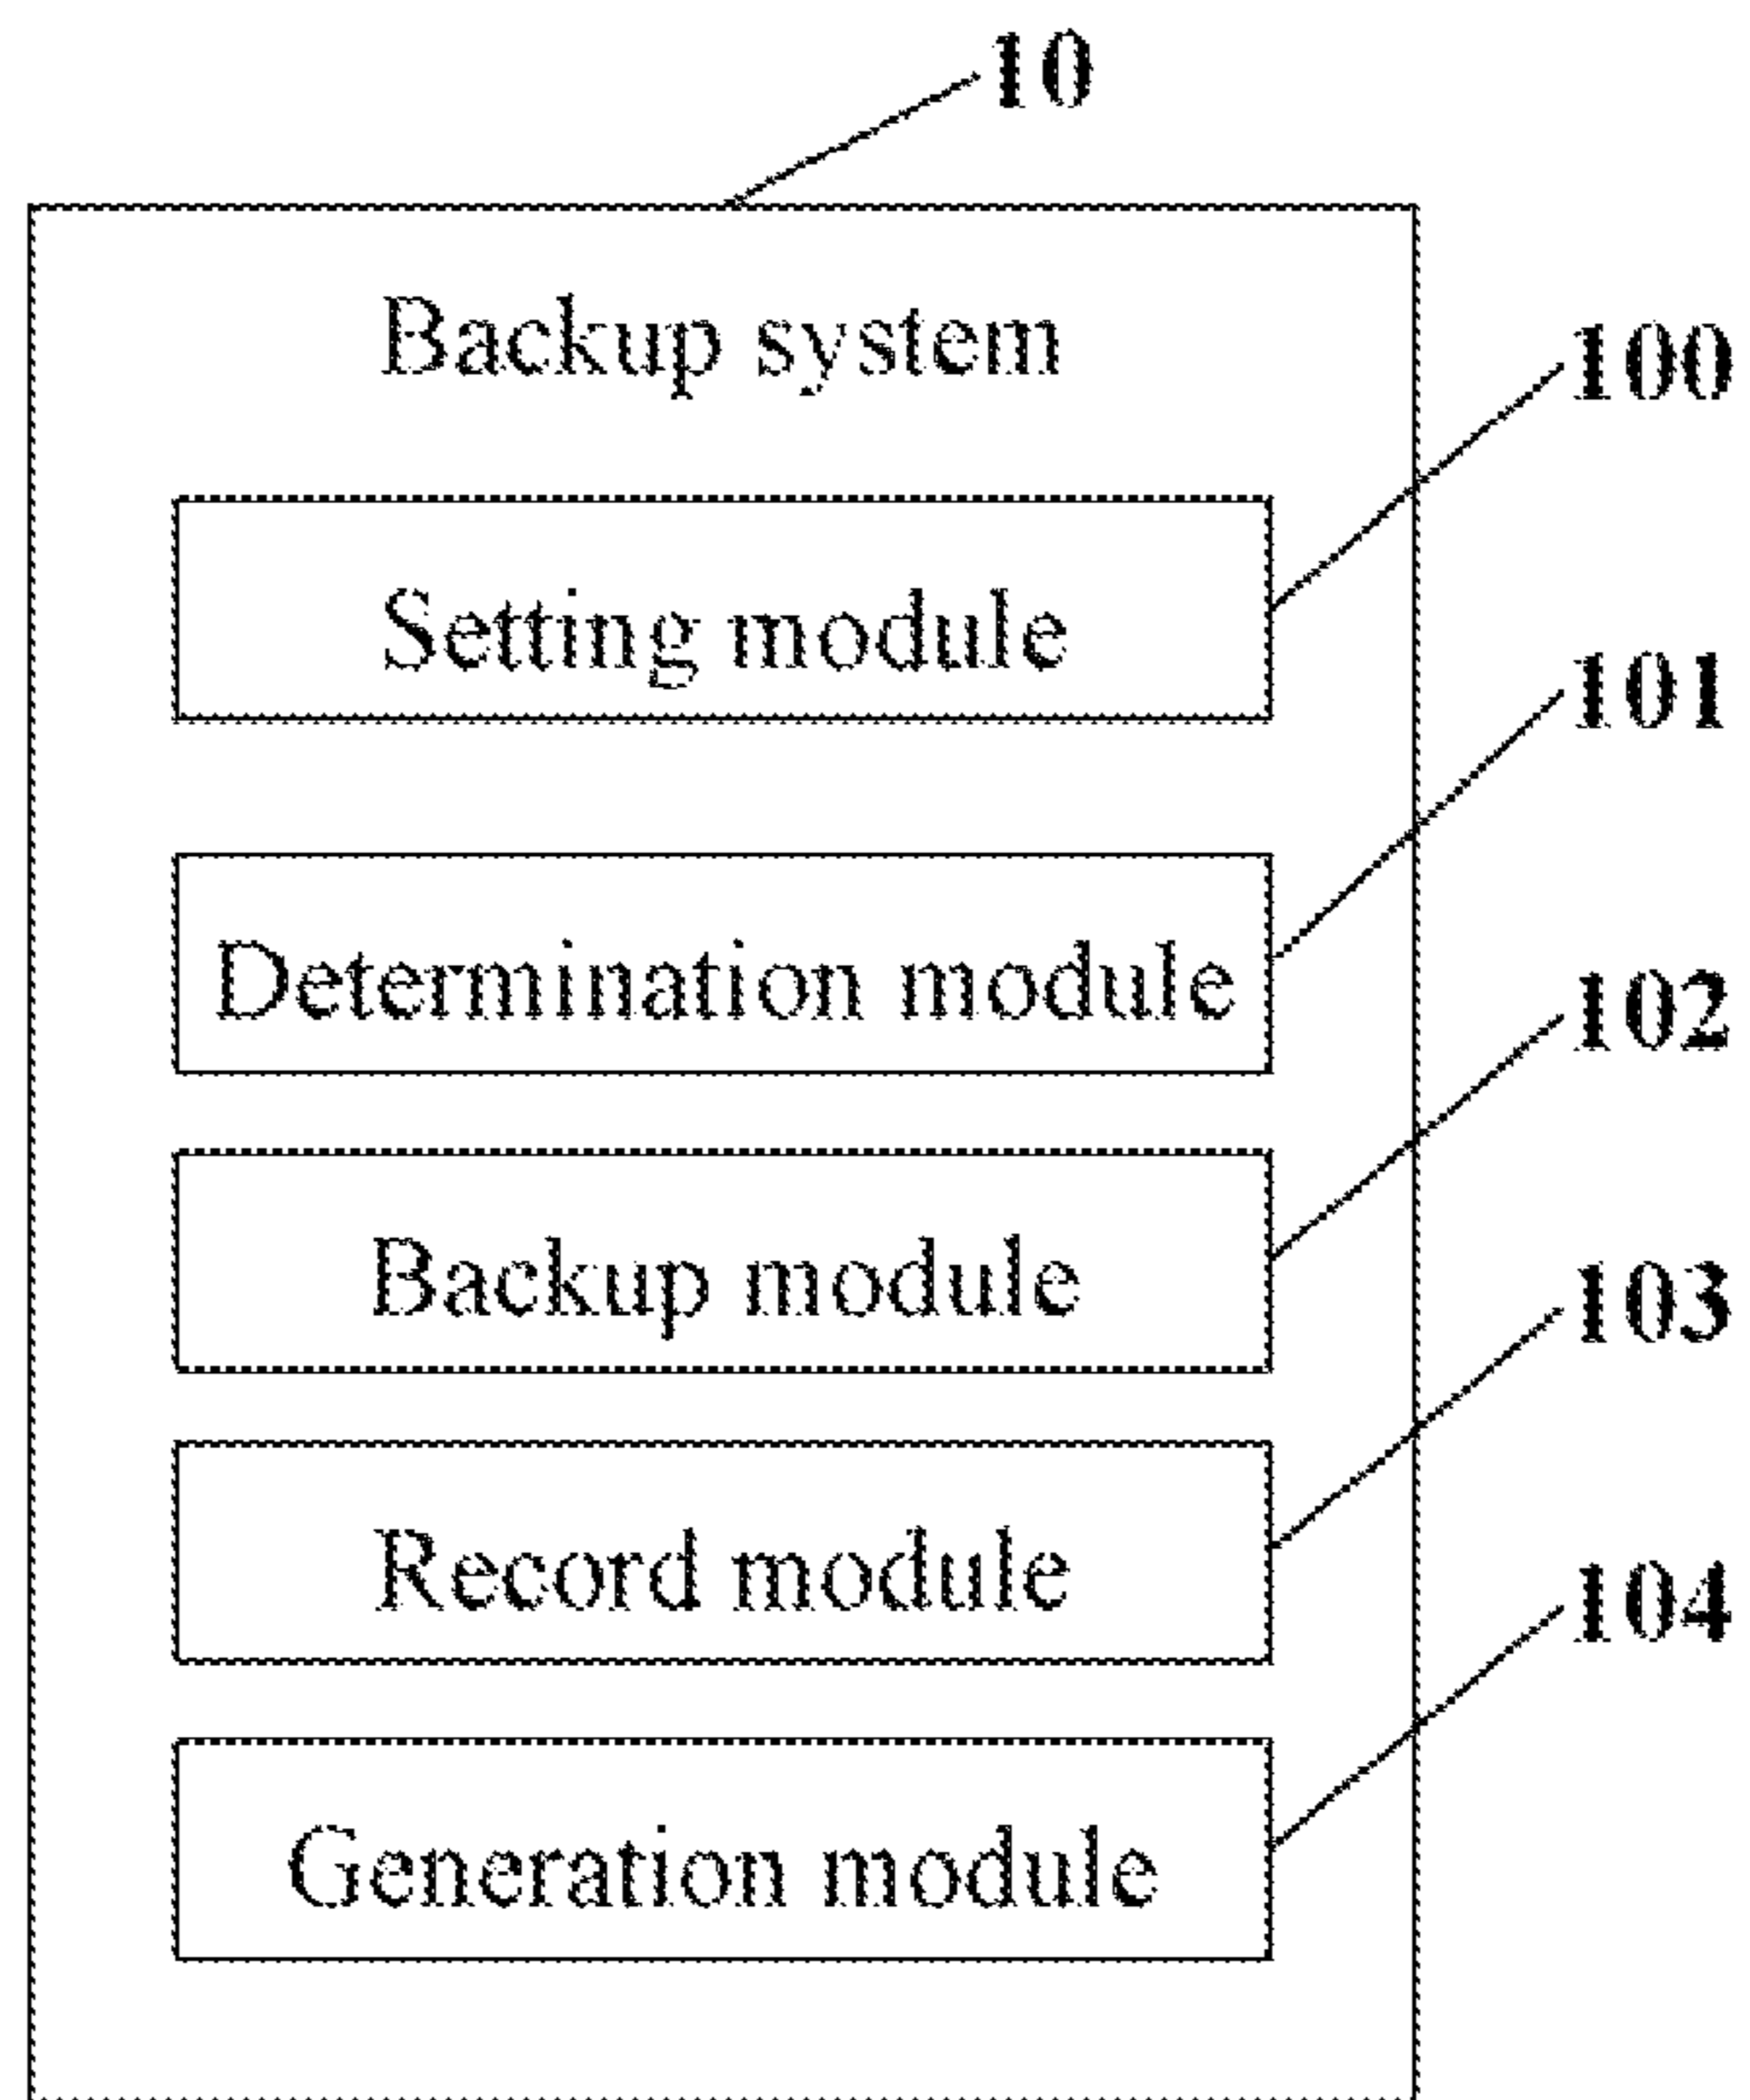 10
Backup system
100
Setting module
101
Determination module
102
Backup module
103
Record module
104
Generation module